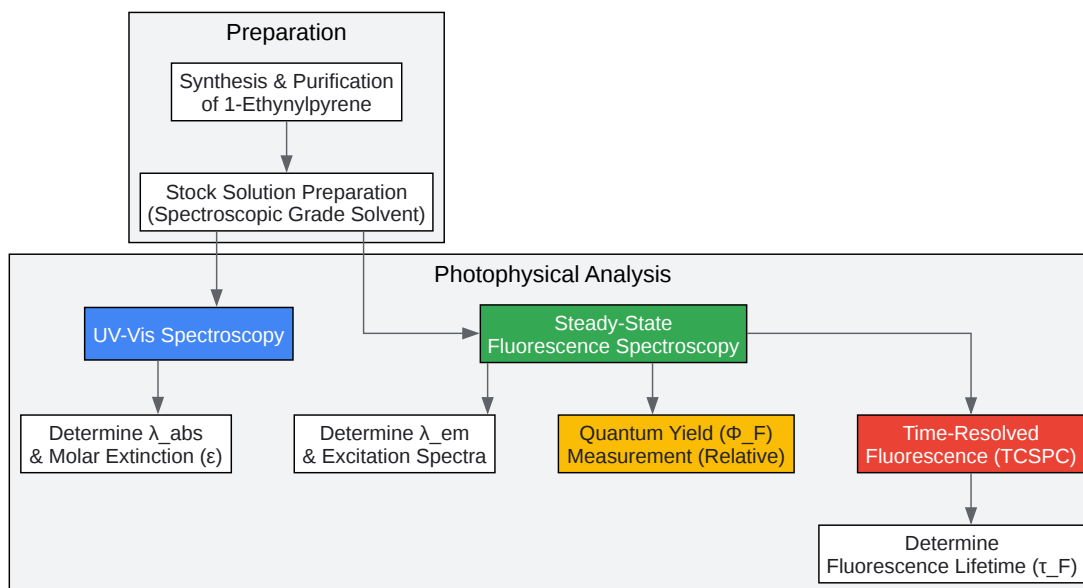 Preparation
Synthesis & Purification
of 1-Ethynylpyrene
Stock Solution Preparation
(Spectroscopic Grade Solvent)
Photophysical Analysis
UV-Vis Spectroscopy
Steady-State
Fluorescence Spectroscopy
Determine λ_abs
& Molar Extinction (ε)
Determine λ_em
& Excitation Spectra
Quantum Yield (Φ_F)
Measurement (Relative)
Time-Resolved
Fluorescence (TCSPC)
Determine
Fluorescence Lifetime (τ_F)